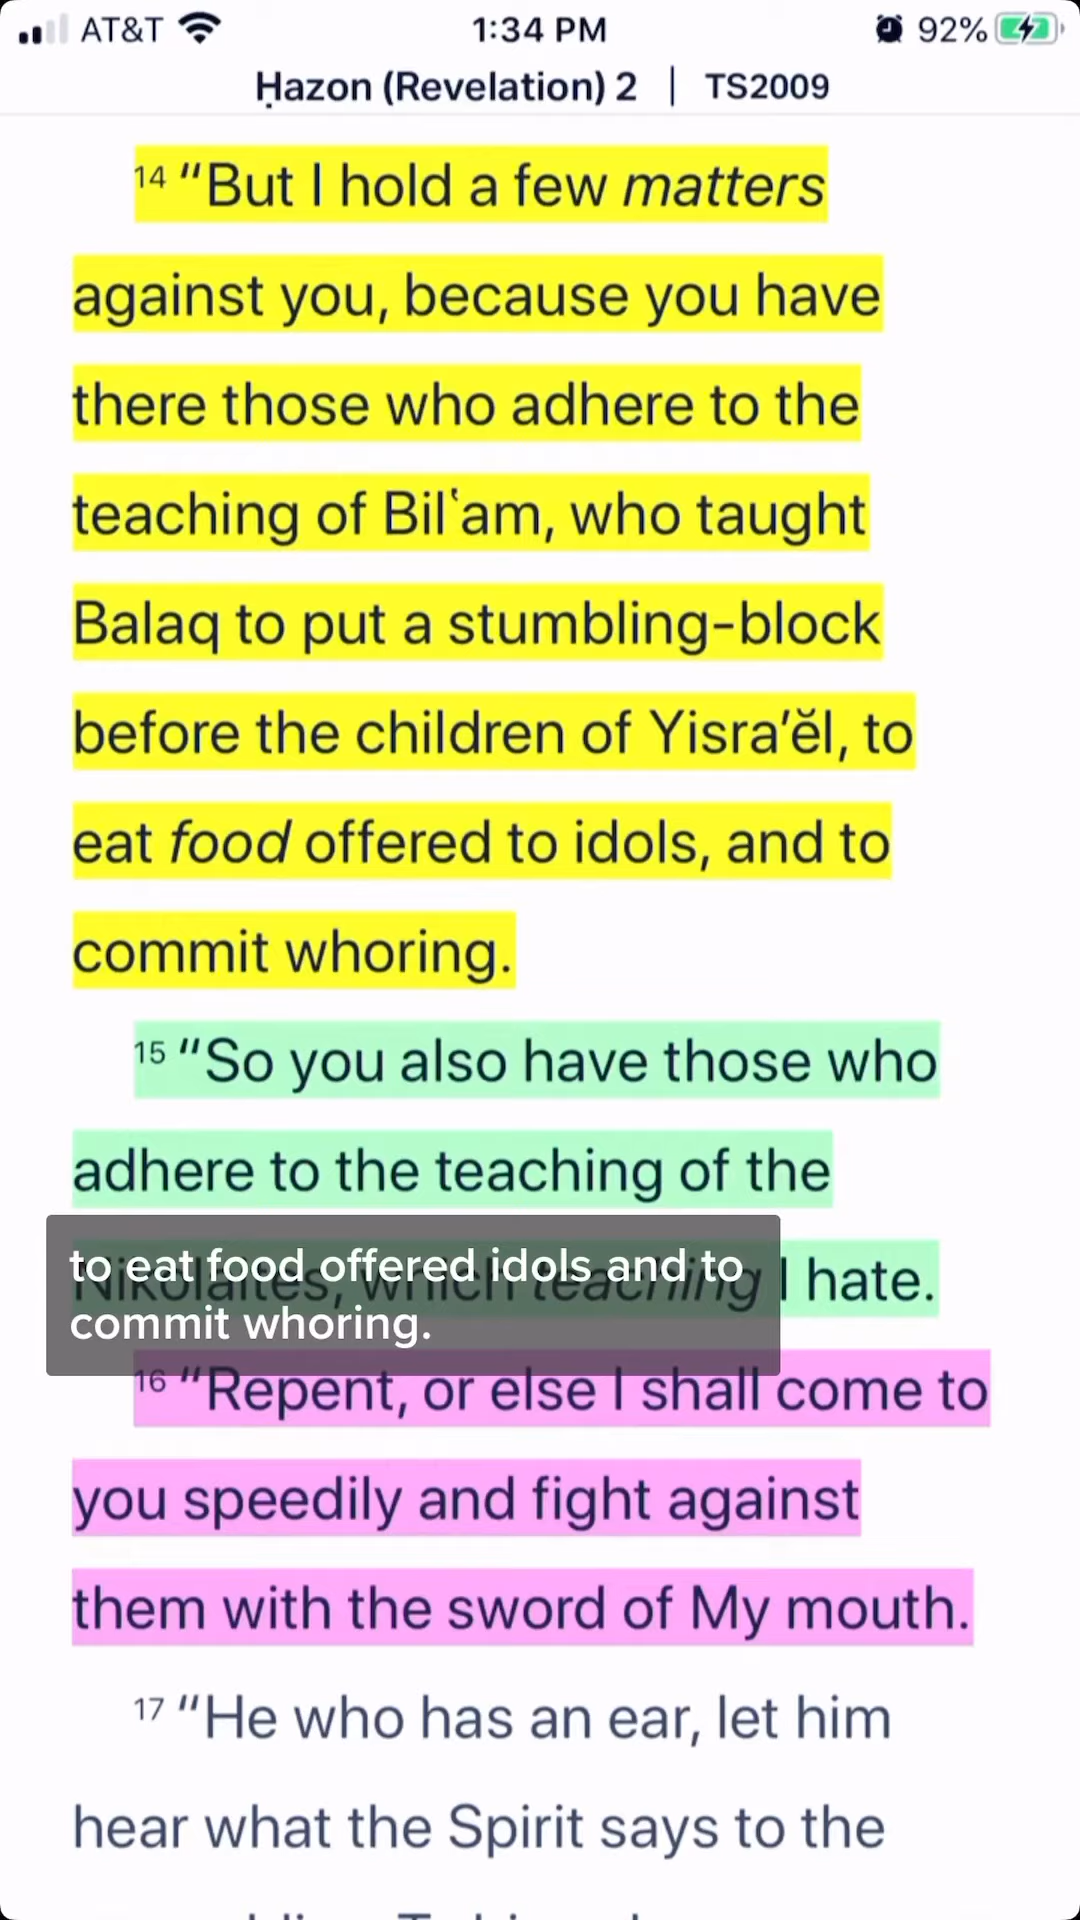 AT&T 1:34 PM 92%
Ḥazon (Revelation) 2 | TS2009
14 “But I hold a few matters
against you, because you have
there those who adhere to the
teaching of Bilʽam, who taught
Balaq to put a stumbling-block
before the children of Yisra’ĕl, to
eat food offered to idols, and to
commit whoring.
15 “So you also have those who
adhere to the teaching of the
Nikolaites, which teaching I hate.
to eat food offered idols and to
commit whoring.
16 “Repent, or else I shall come to
you speedily and fight against
them with the sword of My mouth.
17 “He who has an ear, let him
hear what the Spirit says to the